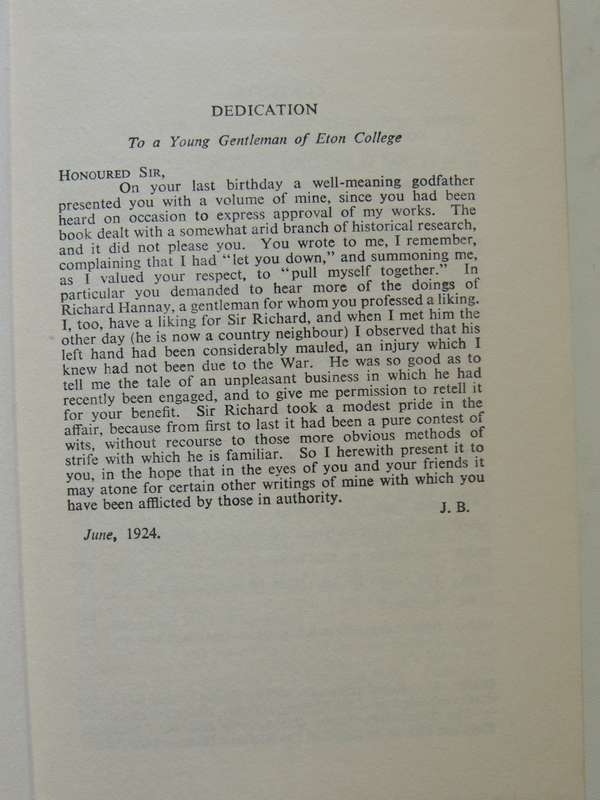 DEDICATION
To a Young Gentleman of Eton College
HONOURED SIR,
On your last birthday a well-meaning godfather
presented you with a volume of mine, since you had been
heard on occasion to express approval of my works. The
book dealt with a somewhat arid branch of historical research,
and it did not please you. You wrote to me, I remember,
complaining that I had "let you down," and summoning me,
as I valued your respect, to "pull myself together." In
particular you demanded to hear more of the doings of
Richard Hannay, a gentleman for whom you professed a liking.
I, too, have a liking for Sir Richard, and when I met him the
other day (he is now a country neighbour) I observed that his
left hand had been considerably mauled, an injury which I
knew had not been due to the War. He was so good as to
tell me the tale of an unpleasant business in which he had
recently been engaged, and to give me permission to retell it
for your benefit. Sir Richard took a modest pride in the
affair, because from first to last it had been a pure contest of
wits, without recourse to those more obvious methods of
strife with which he is familiar. So I herewith present it to
you, in the hope that in the eyes of you and your friends it
may atone for certain other writings of mine with which you
have been afflicted by those in authority.
J. B.
June, 1924.